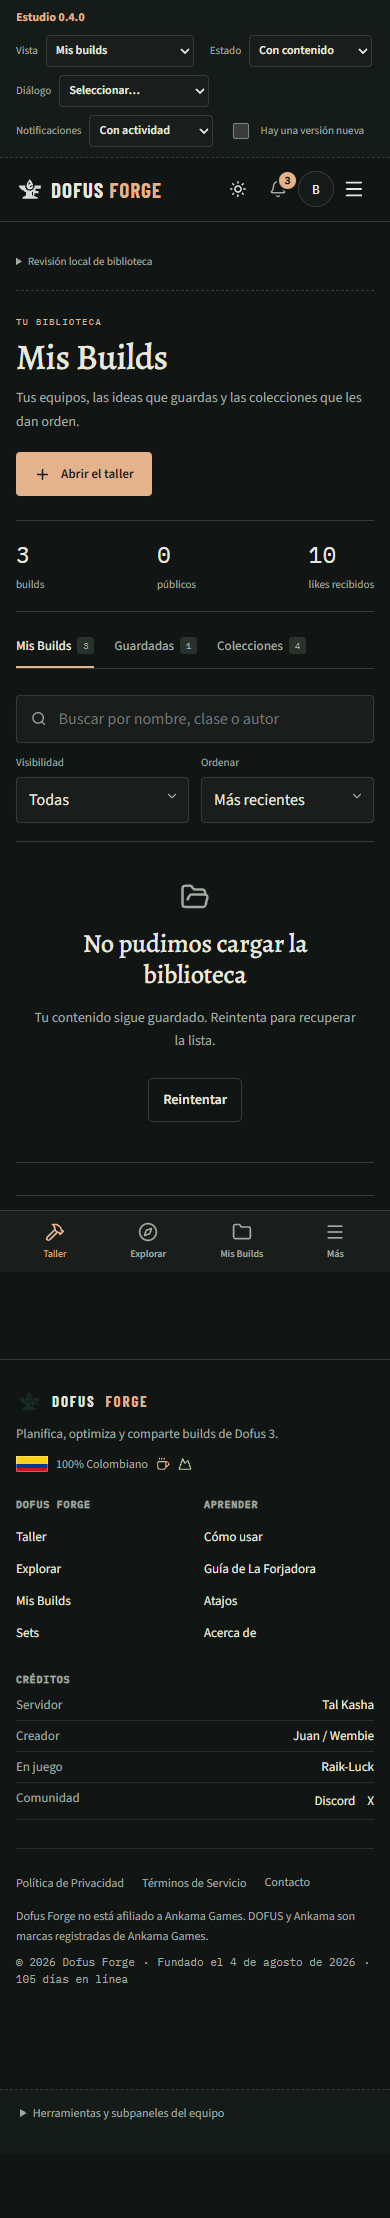 Estudio 0.4.0
Vista Mis builds Estado Con contenido
Diálogo Seleccionar...
Notificaciones Con actividad Hay una versión nueva
DOFUS FORGE 3 B
Revisión local de biblioteca
TU BIBLIOTECA
Mis Builds
Tus equipos, las ideas que guardas y las colecciones que les
dan orden.
Abrir el taller
3 0 10
builds públicos likes recibidos
Mis Builds 3 Guardadas 1 Colecciones 4
Buscar por nombre, clase o autor
Visibilidad Ordenar
Todas Más recientes
No pudimos cargar la
biblioteca
Tu contenido sigue guardado. Reintenta para recuperar
la lista.
Reintentar
Taller Explorar Mis Builds Más
DOFUS FORGE
Planifica, optimiza y comparte builds de Dofus 3.
100% Colombiano
DOFUS FORGE APRENDER
Taller Cómo usar
Explorar Guía de La Forjadora
Mis Builds Atajos
Sets Acerca de
CRÉDITOS
Servidor Tal Kasha
Creador Juan / Wembie
En juego Raik-Luck
Comunidad Discord X
Política de Privacidad Términos de Servicio Contacto
Dofus Forge no está afiliado a Ankama Games. DOFUS y Ankama son
marcas registradas de Ankama Games.
© 2026 Dofus Forge · Fundado el 4 de agosto de 2026 ·
105 días en línea
Herramientas y subpaneles del equipo